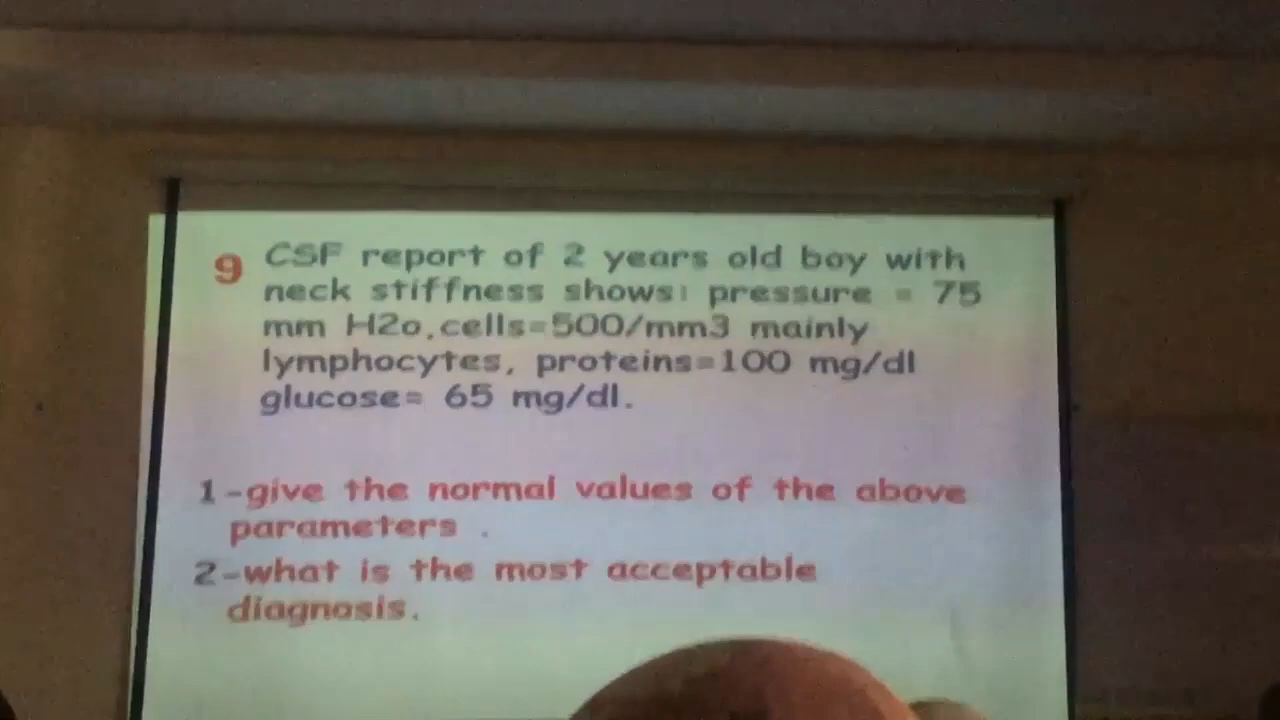 9 CSF report of 2 years old boy with
neck stiffness shows: pressure = 75
mm H2o,cells=500/mm3 mainly
lymphocytes, proteins=100 mg/dl
glucose= 65 mg/dl.
1-give the normal values of the above
parameters .
2-what is the most acceptable
diagnosis.